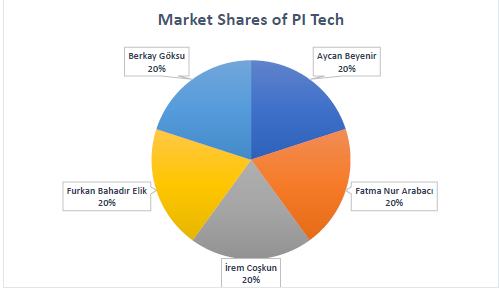 Market Shares of PI Tech
Berkay Göksu
20%
Aycan Beyenir
20%
Furkan Bahadır Elik
20%
Fatma Nur Arabacı
20%
İrem Coşkun
20%